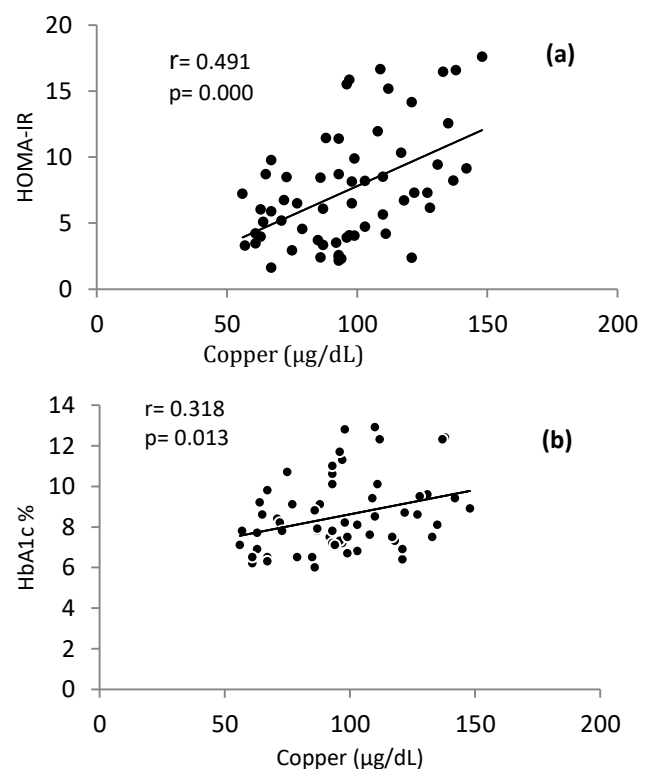 20
15
10
5
0
HOMA-IR
r= 0.491
p= 0.000
(a)
0 50 100 150 200
Copper (µg/dL)
14
12
10
8
6
4
2
0
HbA1c %
r= 0.318
p= 0.013
(b)
0 50 100 150 200
Copper (µg/dL)